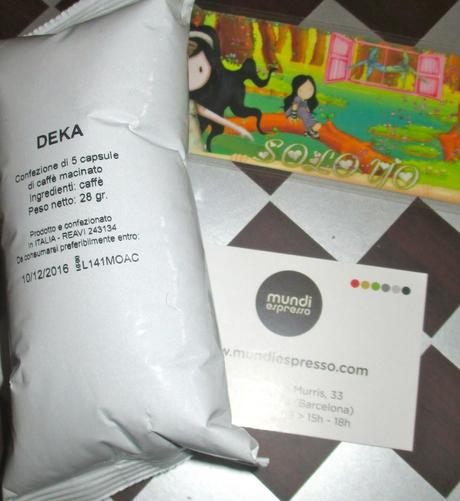 DEKA
Confezione di 5 capsule
di caffè macinato
Ingredienti: caffè
Peso netto: 28 gr.
Prodotto e confezionato
in ITALIA - REAVI 243134
Da consumarsi preferibilmente entro:
10/12/2016 L141MOAC
SOLO YO
mundi
espresso
w.mundiespresso.com
Murris, 33
(Barcelona)
> 15h - 18h